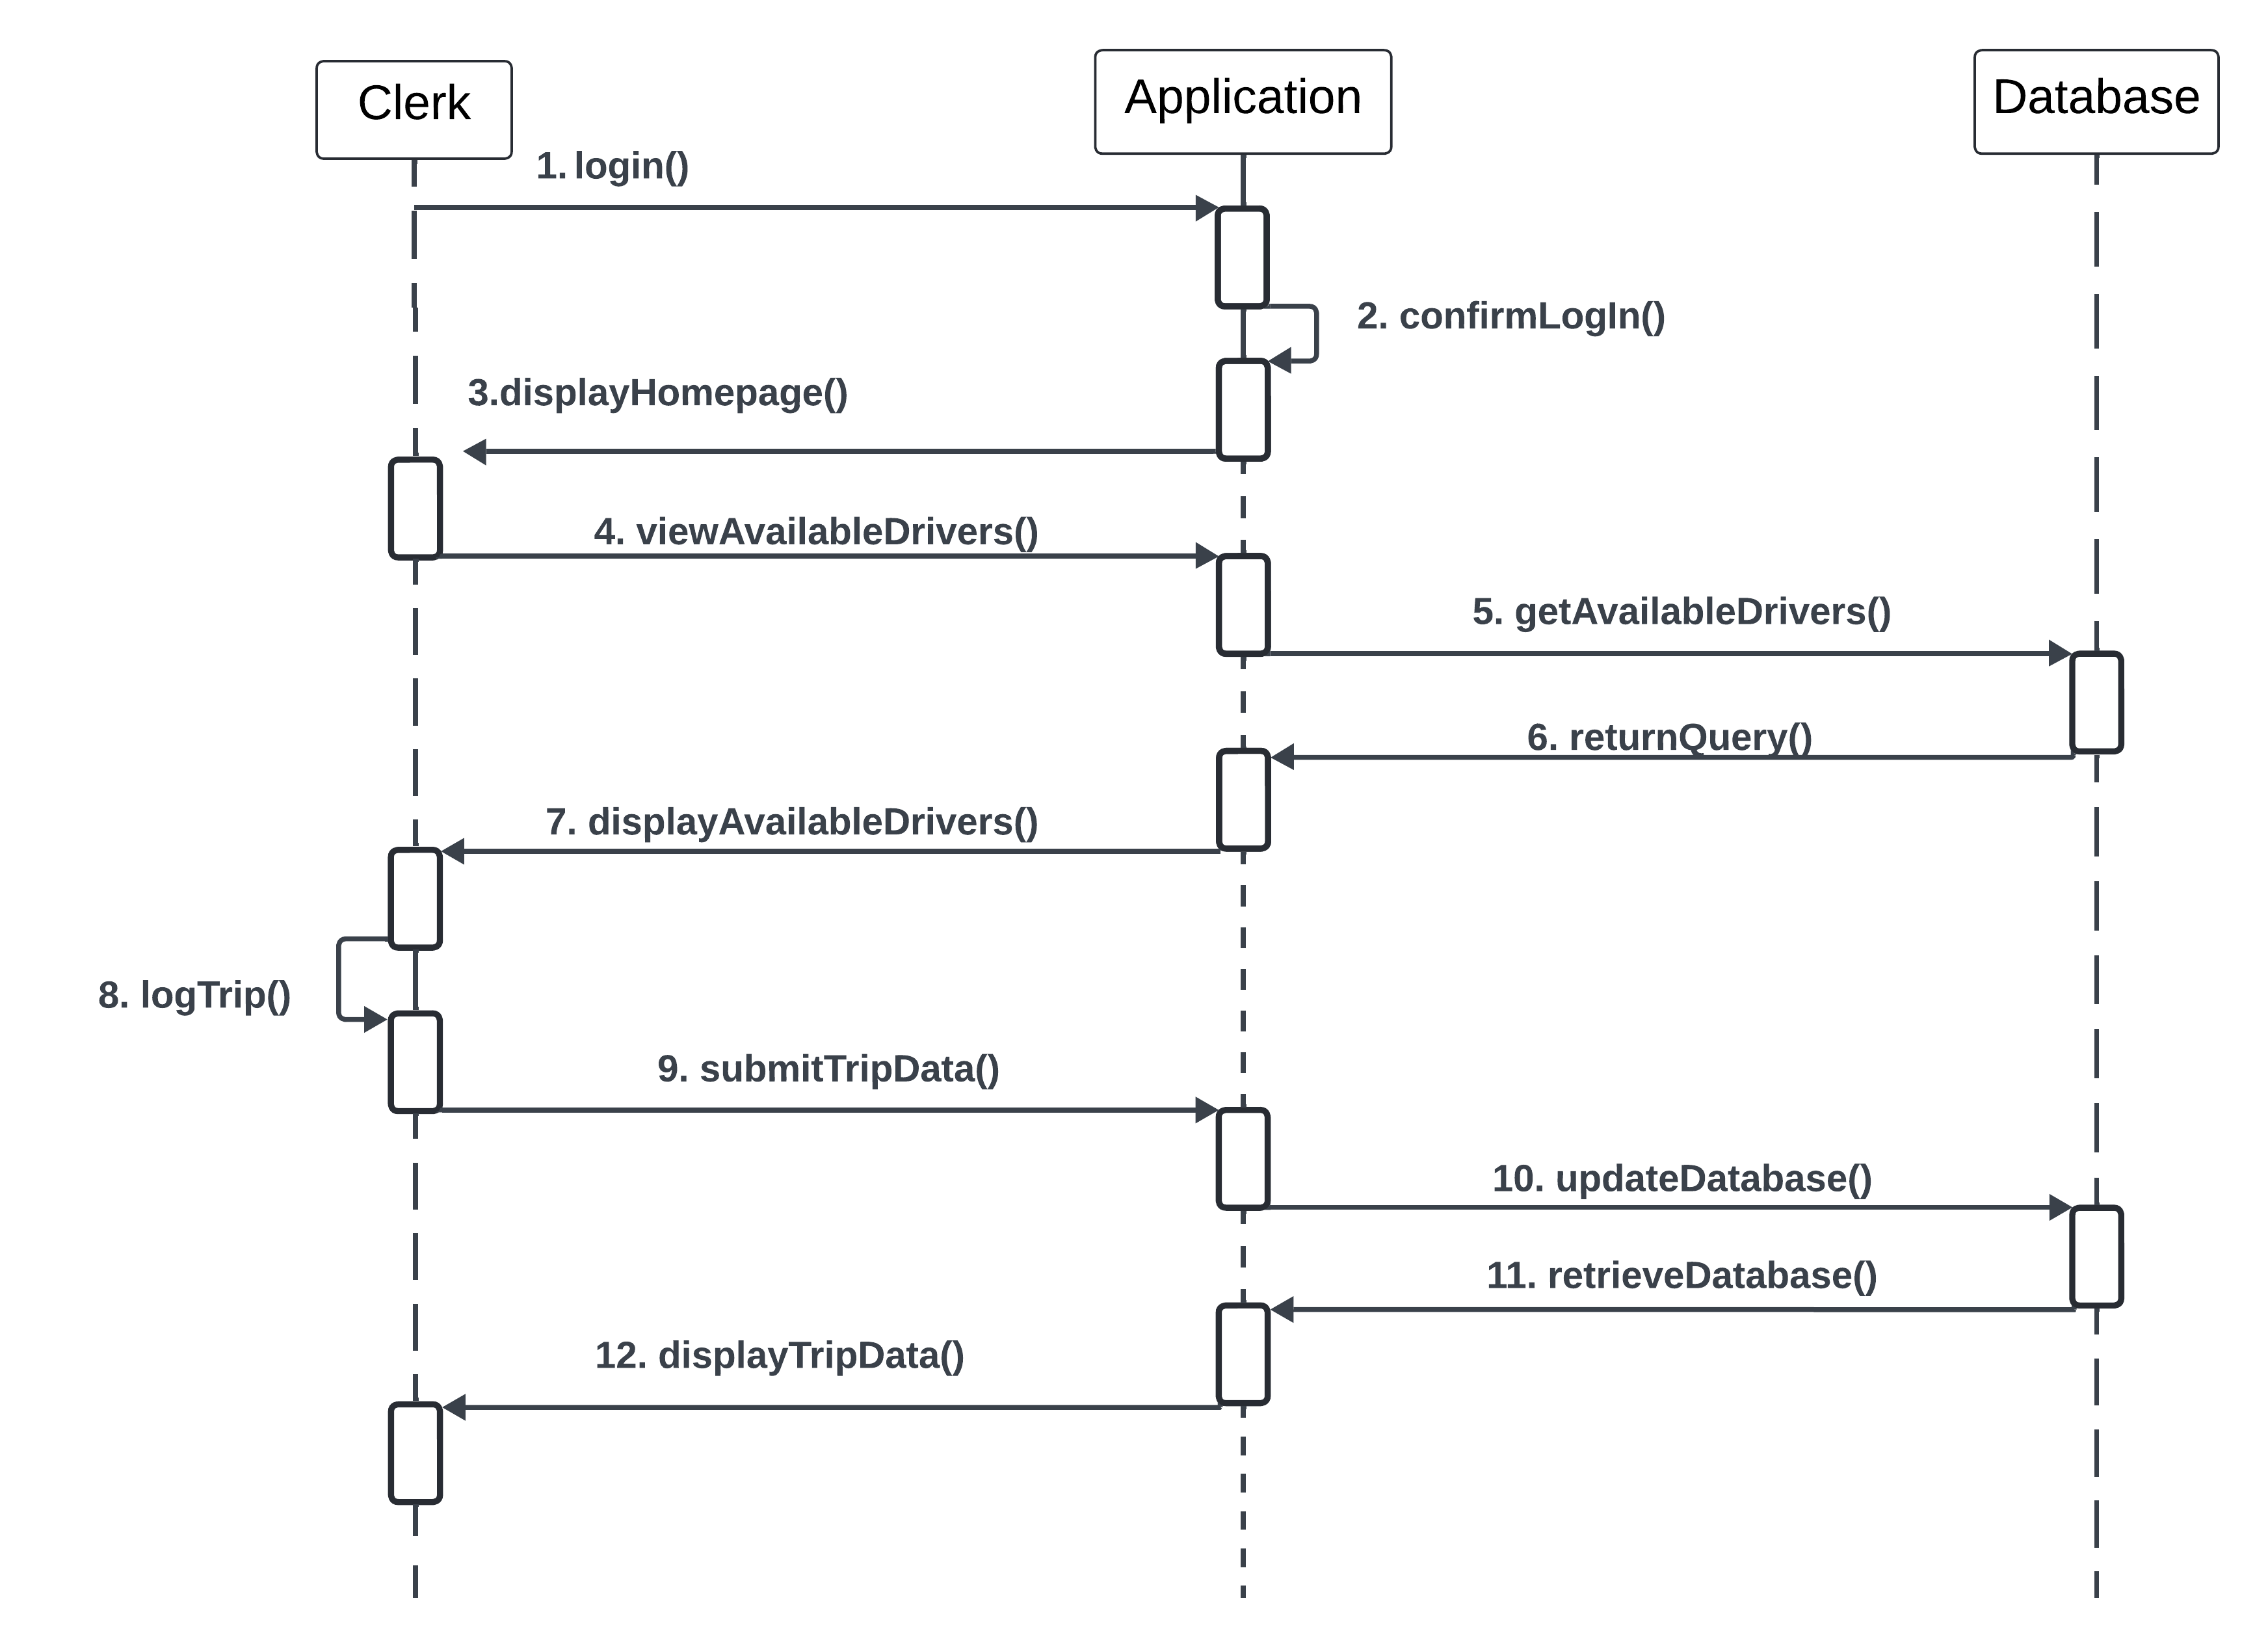 Clerk
Application
Database
1. login()
2. confirmLogIn()
3.displayHomepage()
4. viewAvailableDrivers()
5. getAvailableDrivers()
6. returnQuery()
7. displayAvailableDrivers()
8. logTrip()
9. submitTripData()
10. updateDatabase()
11. retrieveDatabase()
12. displayTripData()